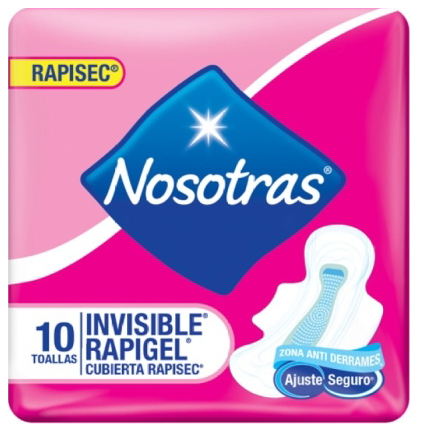 RAPISEC®
Nosotras®
10
TOALLAS
INVISIBLE®
RAPIGEL®
CUBIERTA RAPISEC®
ZONA ANTI DERRAMES
Ajuste Seguro®